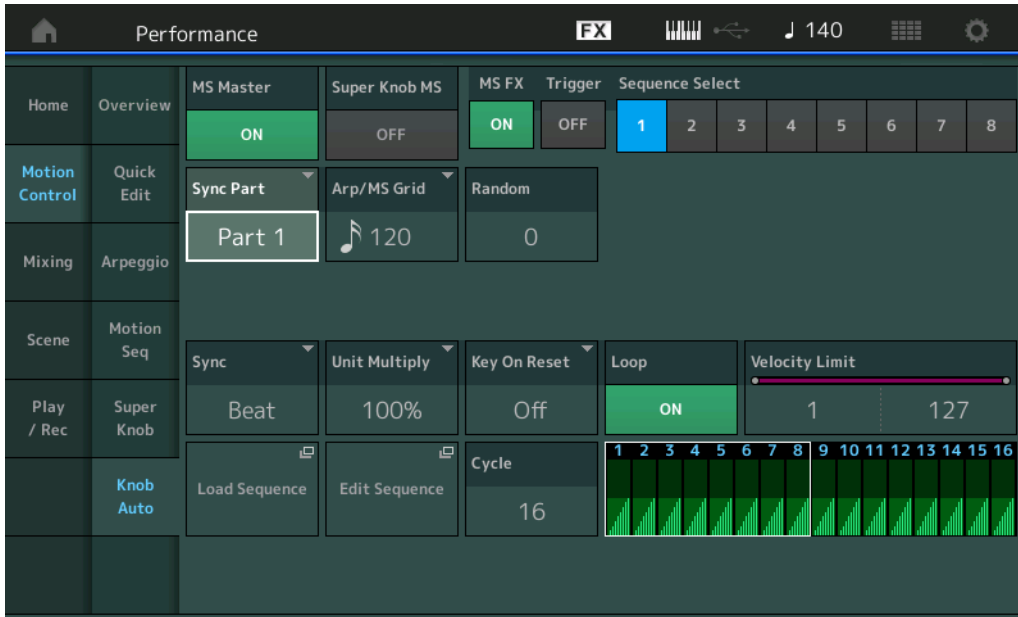 Performance
FX
140
Home
Overview
MS Master
Super Knob MS
MS FX
Trigger
Sequence Select
ON
OFF
ON
OFF
1 2 3 4 5 6 7 8
Motion
Control
Quick
Edit
Sync Part
Arp/MS Grid
Random
Part 1
120
0
Mixing
Arpeggio
Scene
Motion
Seq
Sync
Unit Multiply
Key On Reset
Loop
Velocity Limit
Beat
100%
Off
ON
1
127
Play
/ Rec
Super
Knob
Knob
Auto
Load Sequence
Edit Sequence
Cycle
16
1 2 3 4 5 6 7 8 9 10 11 12 13 14 15 16